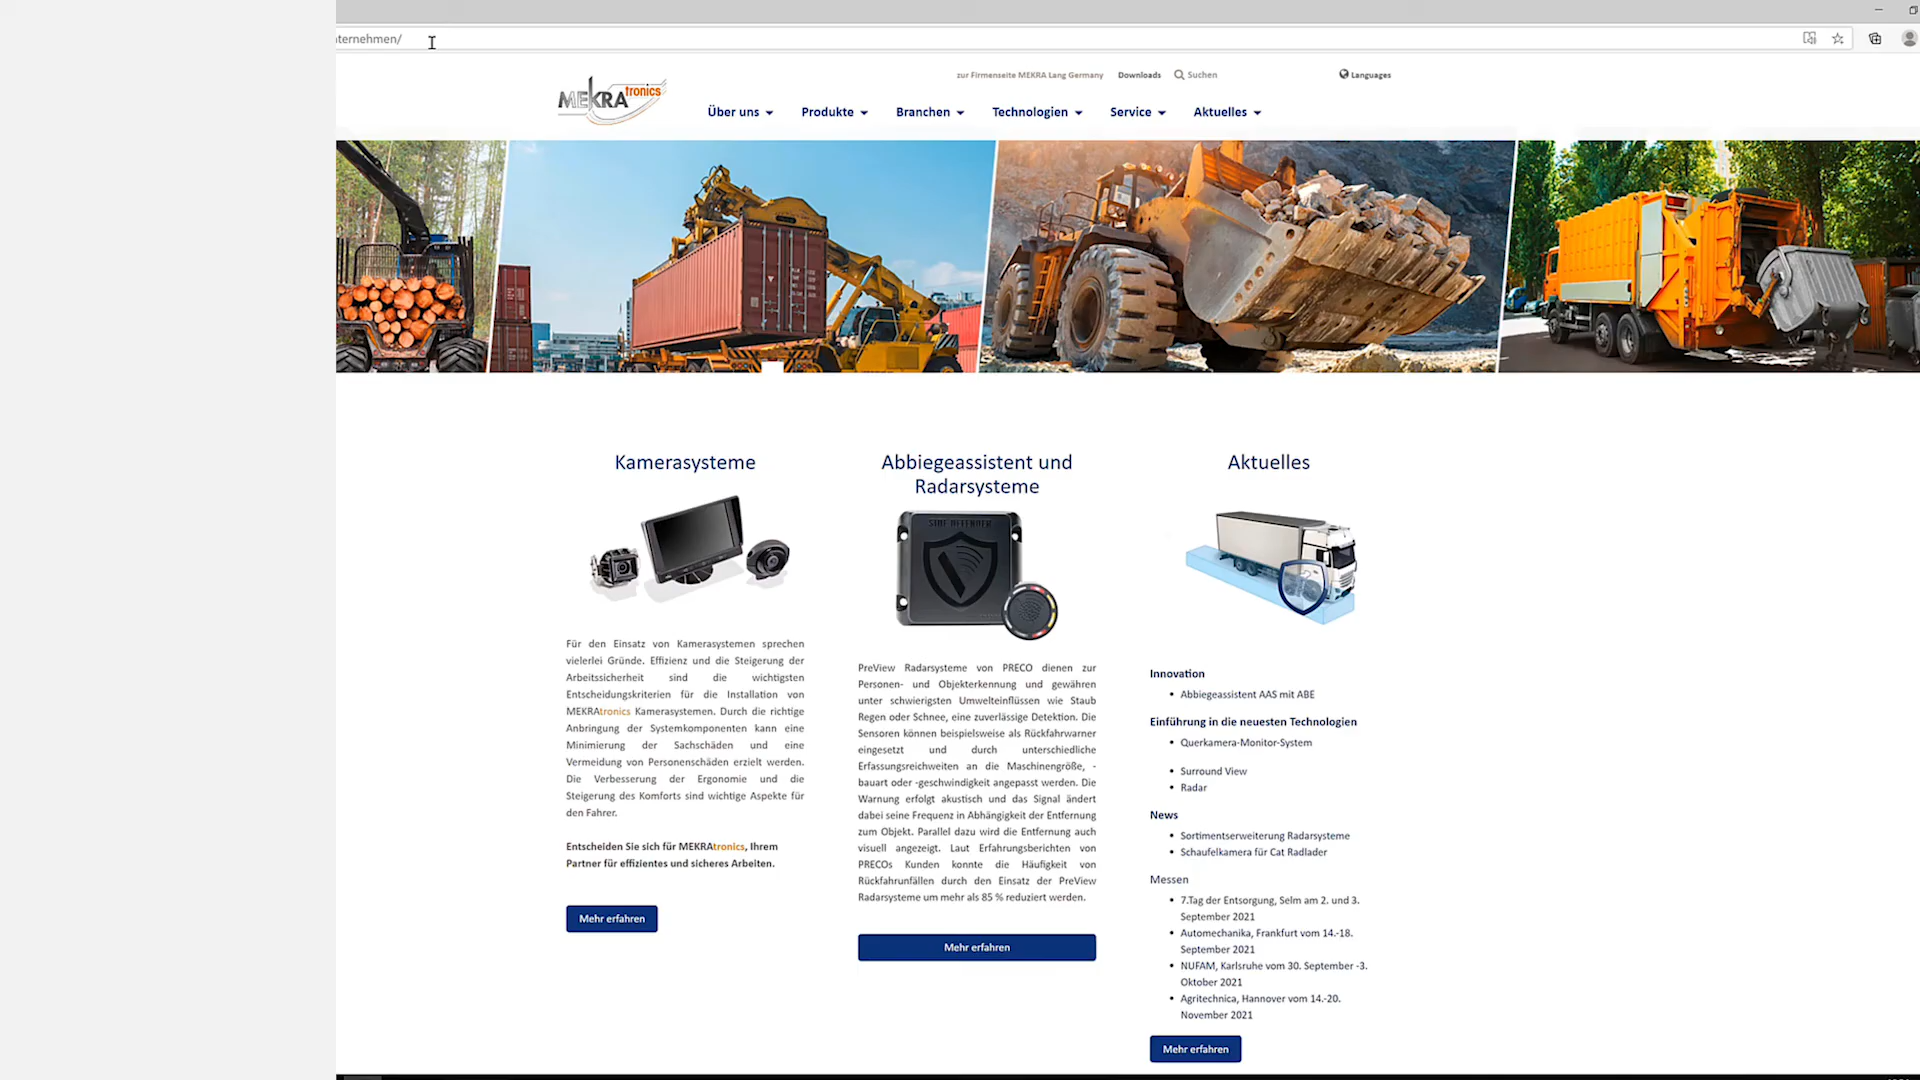 ternehmen/
zur Firmenseite MEKRA Lang Germany
Downloads
Suchen
Languages
MEKRA tronics
Über uns
Produkte
Branchen
Technologien
Service
Aktuelles
Kamerasysteme
Für den Einsatz von Kamerasystemen sprechen
vielerlei Gründe. Effizienz und die Steigerung der
Arbeitssicherheit sind die wichtigsten
Entscheidungskriterien für die Installation von
MEKRAtronics Kamerasystemen. Durch die richtige
Anbringung der Systemkomponenten kann eine
Minimierung der Sachschäden und eine
Vermeidung von Personenschäden erzielt werden.
Die Verbesserung der Ergonomie und die
Steigerung des Komforts sind wichtige Aspekte für
den Fahrer.
Entscheiden Sie sich für MEKRAtronics, Ihrem
Partner für effizientes und sicheres Arbeiten.
Mehr erfahren
Abbiegeassistent und
Radarsysteme
SIDE DEFENDER
PreView Radarsysteme von PRECO dienen zur
Personen- und Objekterkennung und gewähren
unter schwierigsten Umwelteinflüssen wie Staub
Regen oder Schnee, eine zuverlässige Detektion. Die
Sensoren können beispielsweise als Rückfahrwarner
eingesetzt und durch unterschiedliche
Erfassungsreichweiten an die Maschinengröße, -
bauart oder -geschwindigkeit angepasst werden. Die
Warnung erfolgt akustisch und das Signal ändert
dabei seine Frequenz in Abhängigkeit der Entfernung
zum Objekt. Parallel dazu wird die Entfernung auch
visuell angezeigt. Laut Erfahrungsberichten von
PRECOs Kunden konnte die Häufigkeit von
Rückfahrunfällen durch den Einsatz der PreView
Radarsysteme um mehr als 85 % reduziert werden.
Mehr erfahren
Aktuelles
Innovation
• Abbiegeassistent AAS mit ABE
Einführung in die neuesten Technologien
• Querkamera-Monitor-System
• Surround View
• Radar
News
• Sortimentserweiterung Radarsysteme
• Schaufelkamera für Cat Radlader
Messen
• 7.Tag der Entsorgung, Selm am 2. und 3.
September 2021
• Automechanika, Frankfurt vom 14.-18.
September 2021
• NUFAM, Karlsruhe vom 30. September -3.
Oktober 2021
• Agritechnica, Hannover vom 14.-20.
November 2021
Mehr erfahren